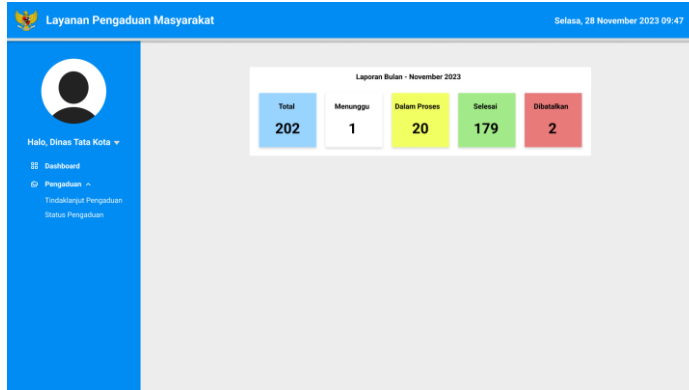 Layanan Pengaduan Masyarakat
Selasa, 28 November 2023 09:47
Halo, Dinas Tata Kota
Dashboard
Pengaduan
Tindaklanjut Pengaduan
Status Pengaduan
Laporan Bulan - November 2023
Total Menunggu Dalam Proses Selesai Dibatalkan
202 1 20 179 2